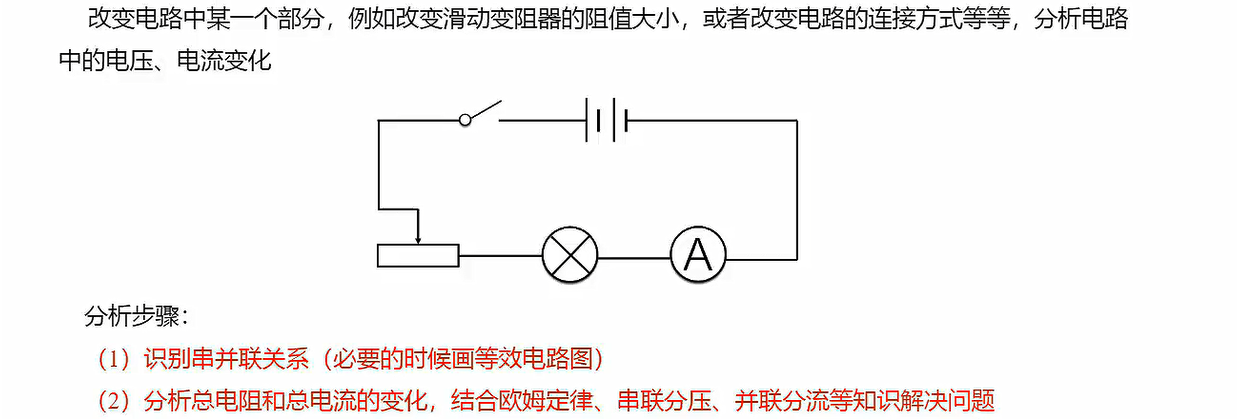 改变电路中某一个部分，例如改变滑动变阻器的阻值大小，或者改变电路的连接方式等等，分析电路
中的电压、电流变化
A
分析步骤：
（1）识别串并联关系（必要的时候画等效电路图）
（2）分析总电阻和总电流的变化，结合欧姆定律、串联分压、并联分流等知识解决问题